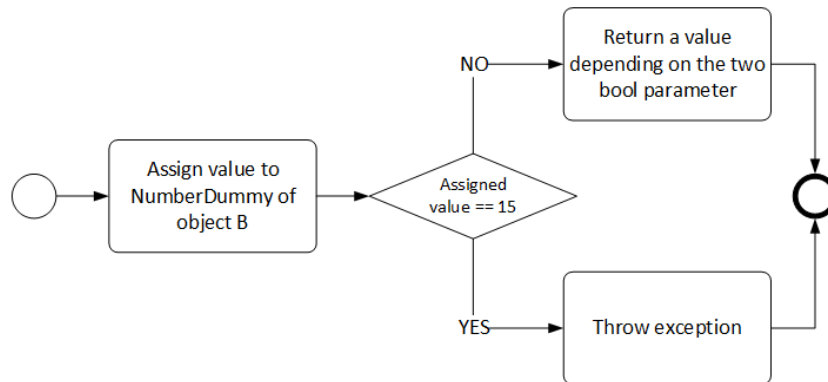 Assign value to
NumberDummy of
object B
Assigned
value == 15
NO
Return a value
depending on the two
bool parameter
YES
Throw exception